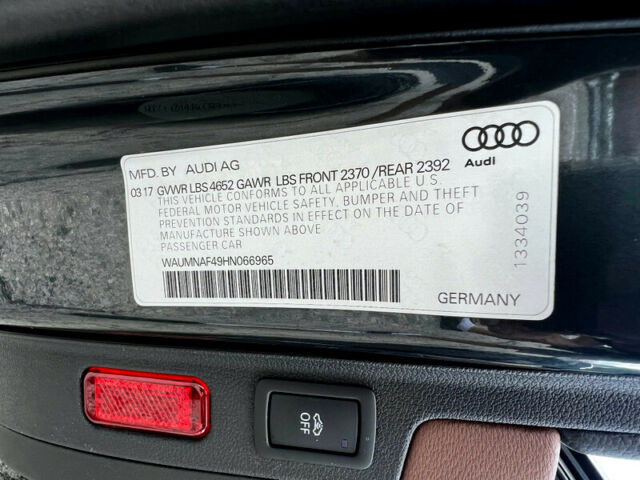 MFD. BY AUDI AG
Audi
0317 GVWR LBS 4652 GAWR LBS FRONT 2370 /REAR 2392
THIS VEHICLE CONFORMS TO ALL APPLICABLE U.S.
FEDERAL MOTOR VEHICLE SAFETY, BUMPER AND THEFT
PREVENTION STANDARDS IN EFFECT ON THE DATE OF
MANUFACTURE SHOWN ABOVE
PASSENGER CAR
WAUMNAF49HN066965
1334039
GERMANY
OFF